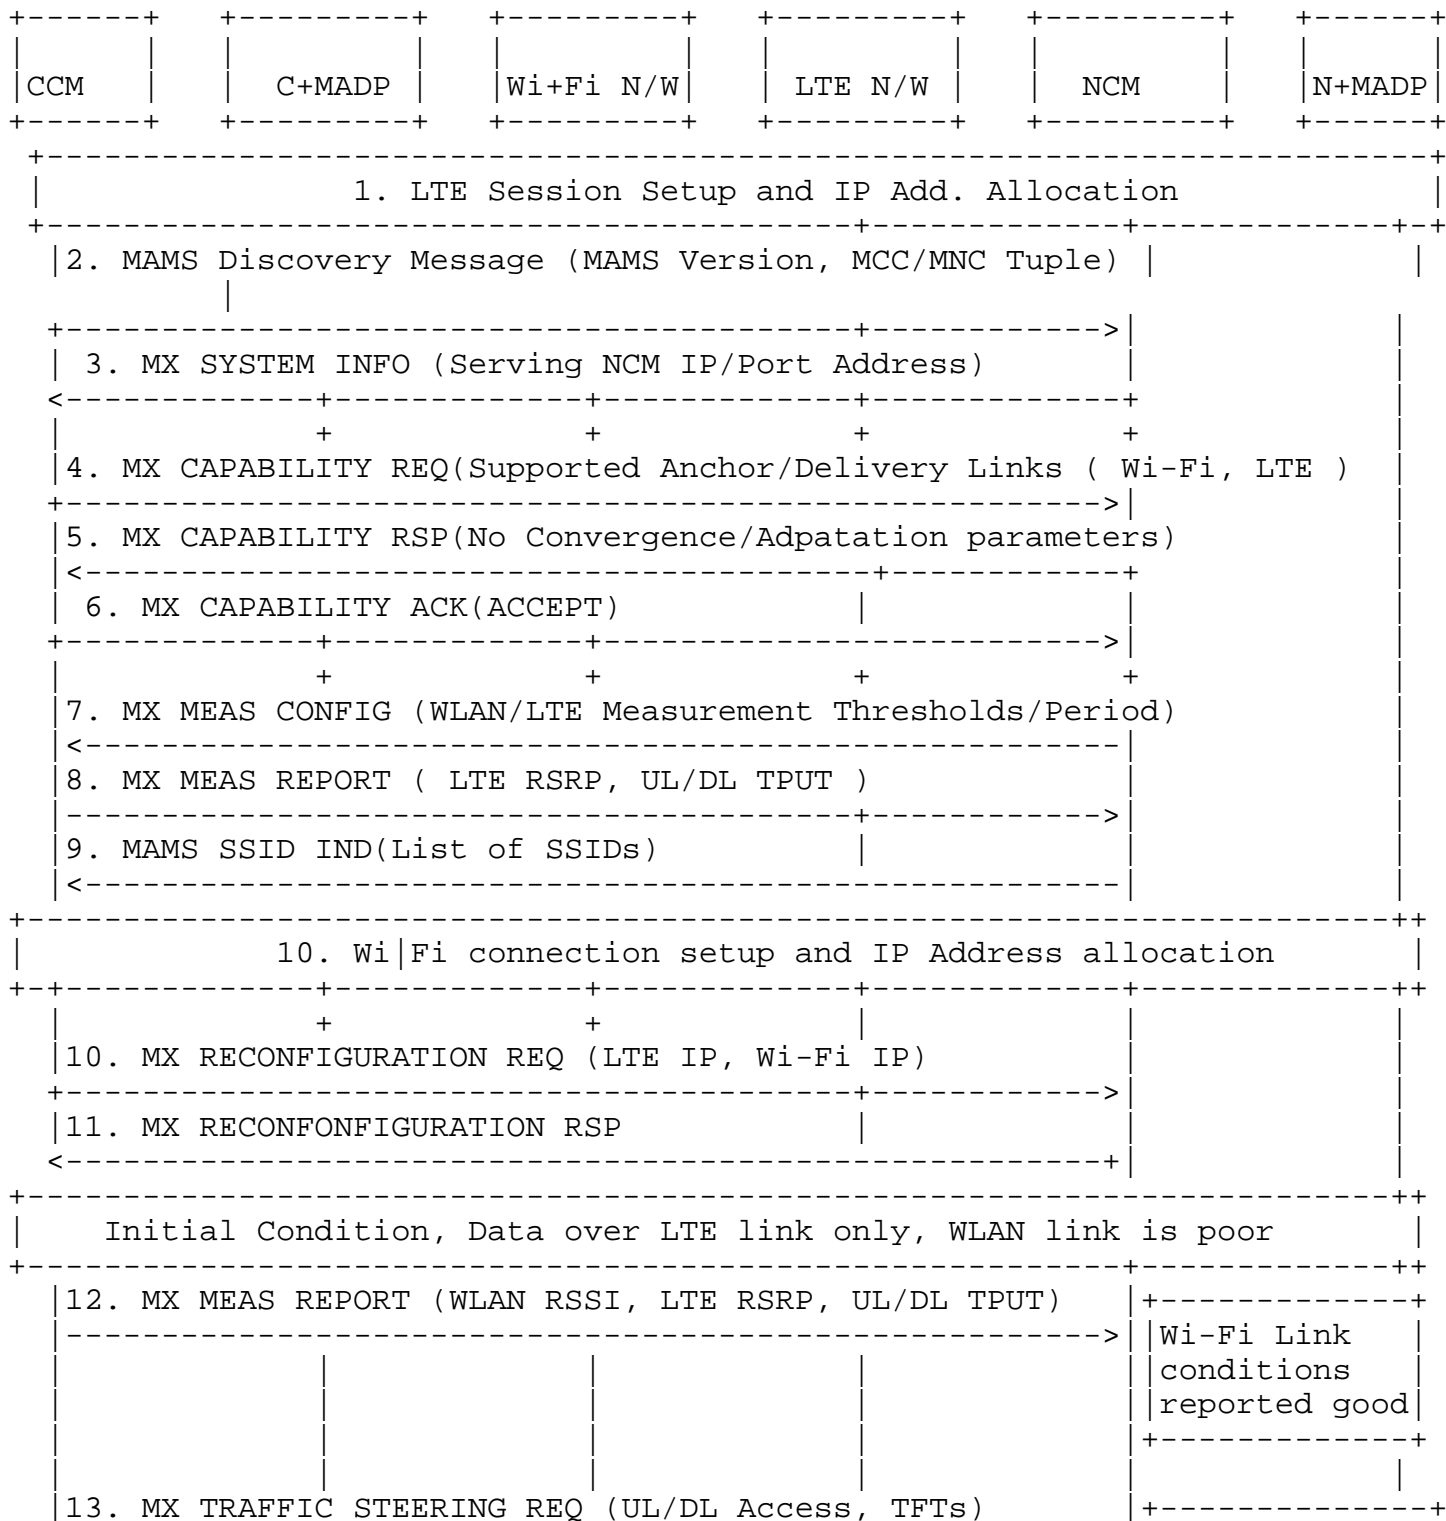 CCM C+MADP Wi+Fi N/W LTE N/W NCM N+MADP
1. LTE Session Setup and IP Add. Allocation
2. MAMS Discovery Message (MAMS Version, MCC/MNC Tuple)
3. MX SYSTEM INFO (Serving NCM IP/Port Address)
4. MX CAPABILITY REQ(Supported Anchor/Delivery Links ( Wi-Fi, LTE )
5. MX CAPABILITY RSP(No Convergence/Adpatation parameters)
6. MX CAPABILITY ACK(ACCEPT)
7. MX MEAS CONFIG (WLAN/LTE Measurement Thresholds/Period)
8. MX MEAS REPORT ( LTE RSRP, UL/DL TPUT )
9. MAMS SSID IND(List of SSIDs)
10. Wi|Fi connection setup and IP Address allocation
10. MX RECONFIGURATION REQ (LTE IP, Wi-Fi IP)
11. MX RECONFONFIGURATION RSP
Initial Condition, Data over LTE link only, WLAN link is poor
12. MX MEAS REPORT (WLAN RSSI, LTE RSRP, UL/DL TPUT)
Wi-Fi Link
conditions
reported good
13. MX TRAFFIC STEERING REQ (UL/DL Access, TFTs)